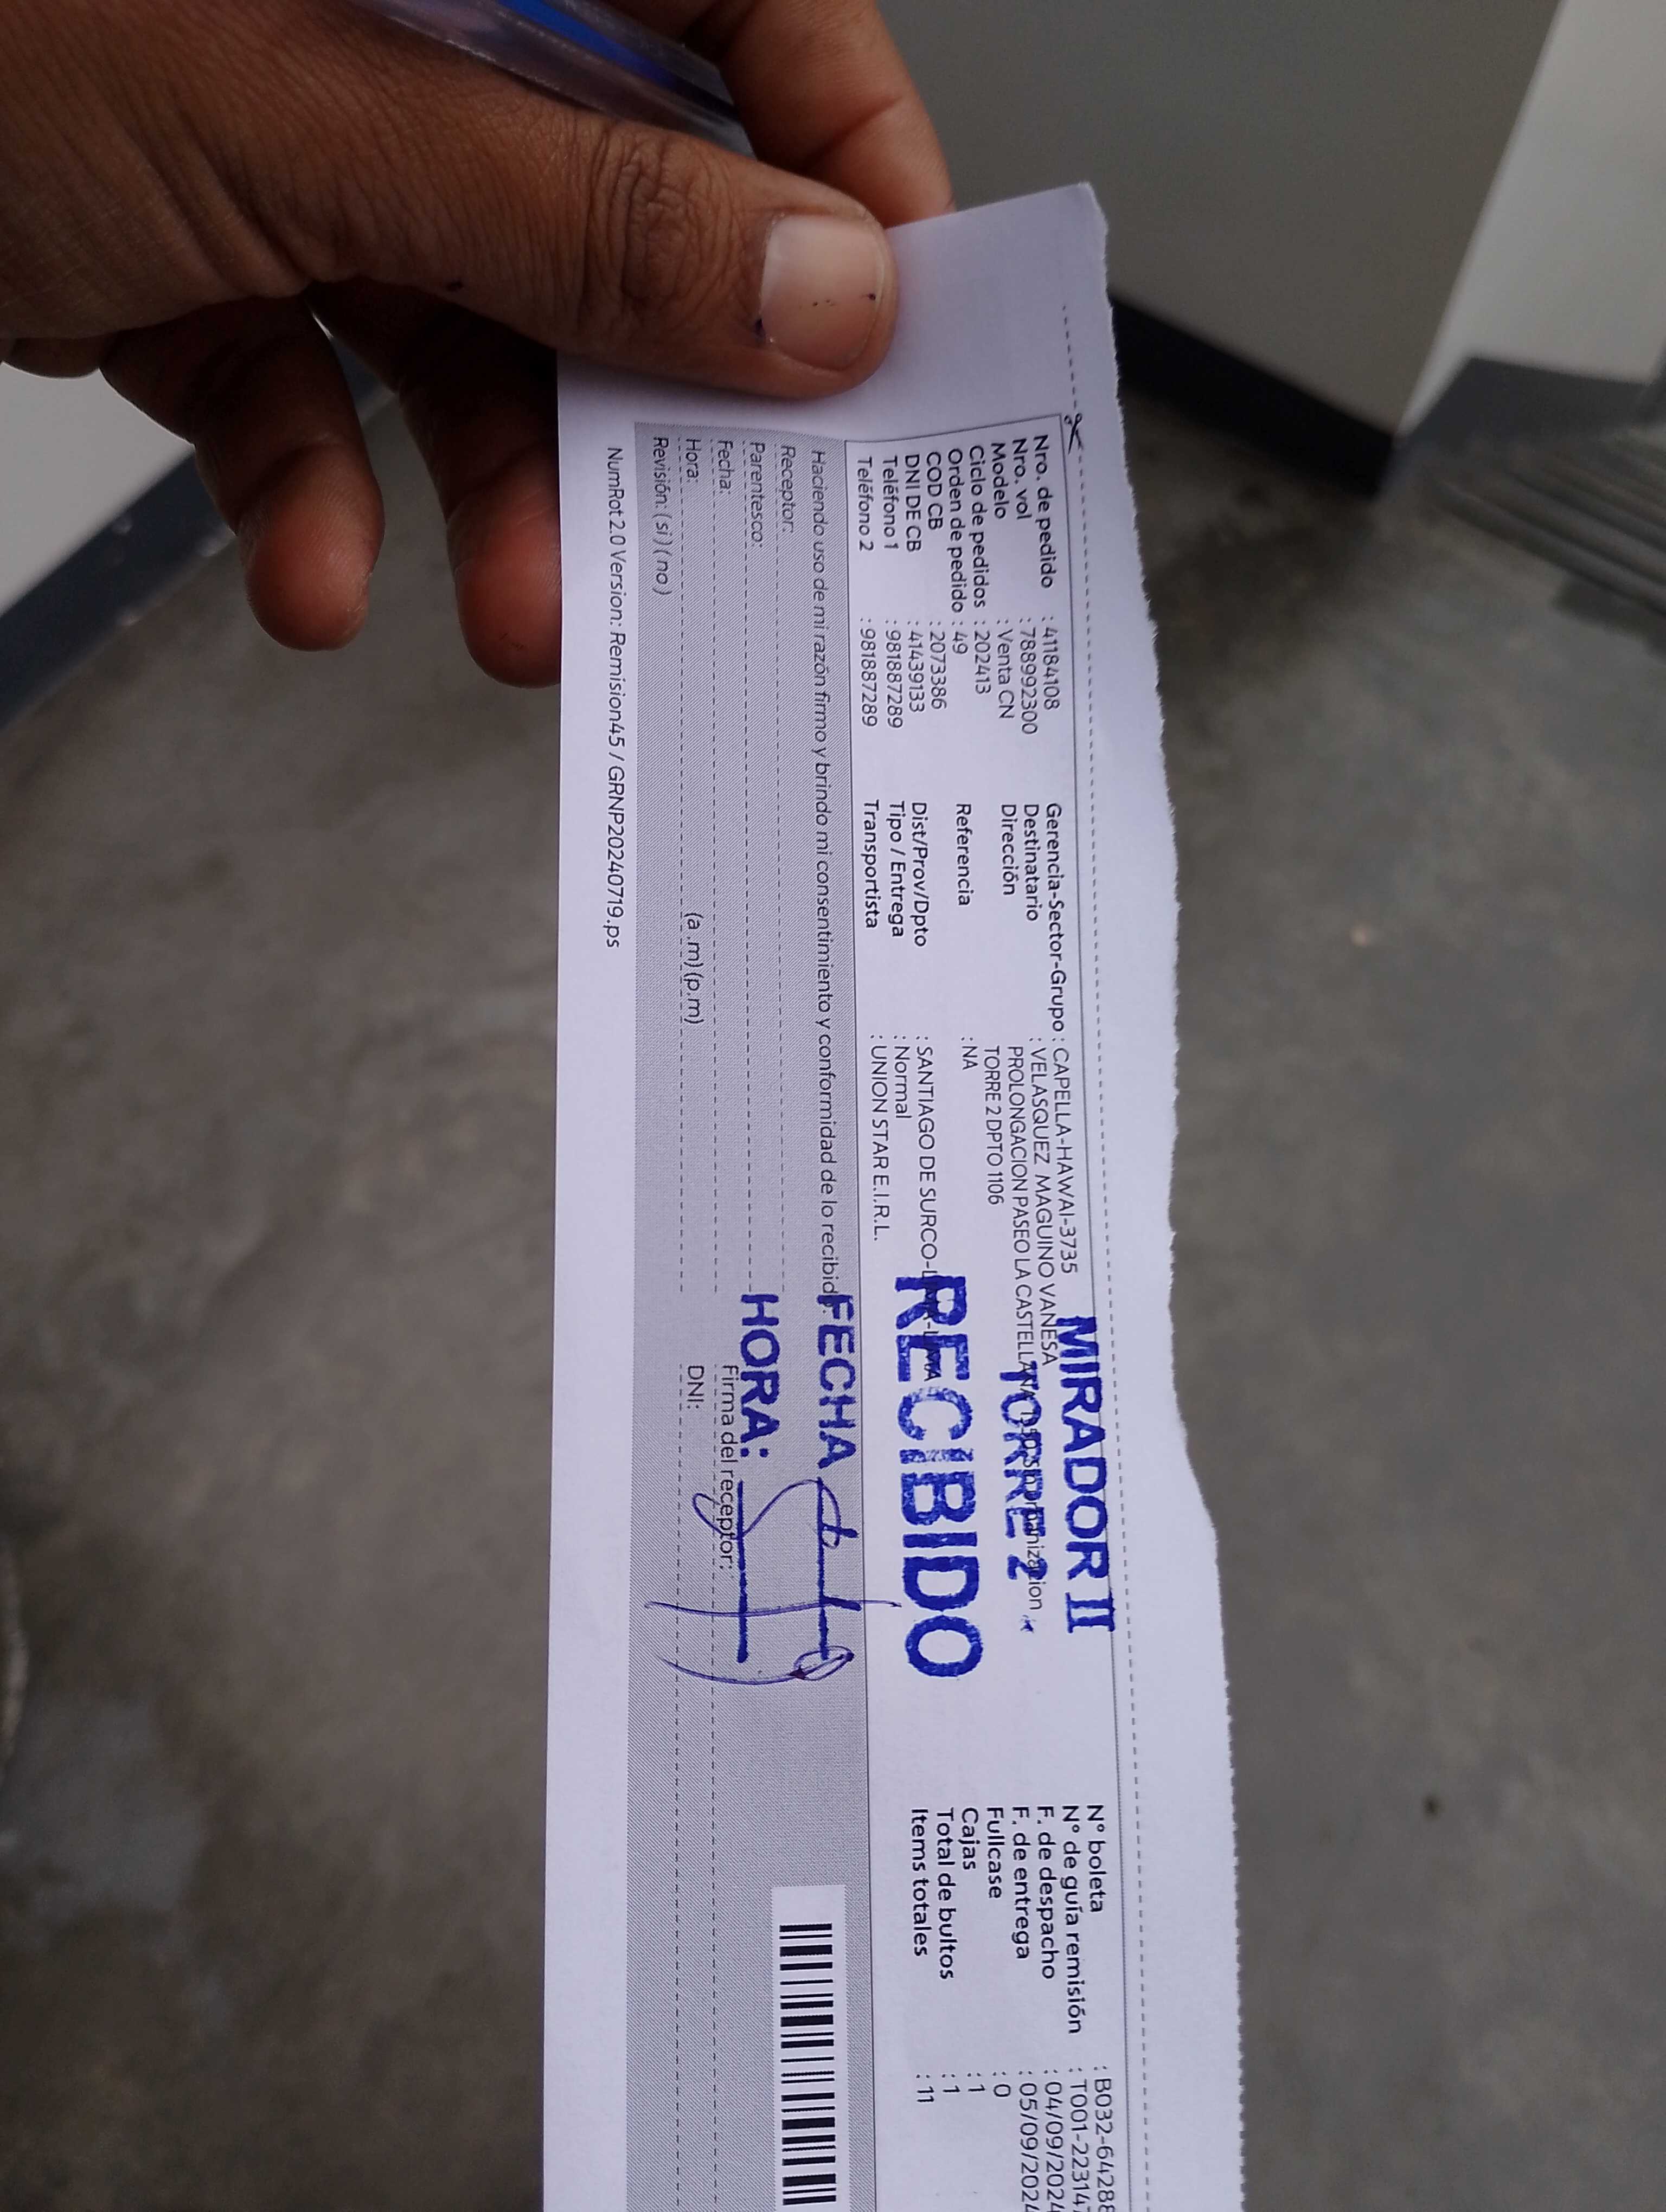 Nro. de pedido : 41184108
Nro. vol : 788992300
Modelo : Venta CN
Ciclo de pedidos : 202413
Orden de pedido : 49
COD CB : 2073386
DNI DE CB : 41439133
Teléfono 1 : 981887289
Teléfono 2 : 981887289
Gerencia-Sector-Grupo : CAPELLA-HAWAI-3735
Destinatario : VELASQUEZ MAGUINO VANESA
Dirección PROLONGACION PASEO LA CASTELLANA
TORRE 2 DPTO 1106
Referencia : NA
Dist/Prov/Dpto : SANTIAGO DE SURCO-LIMA-LIMA
Tipo / Entrega : Normal
Transportista : UNION STAR E.I.R.L.
MIRADOR II
TORRE 2
RECIBIDO
FECHA
HORA:
N° boleta : B032-64288
N° de guía remisión : T001-223147
F. de despacho : 04/09/2024
F. de entrega : 05/09/2024
Fullcase : 0
Cajas : 1
Total de bultos : 1
Items totales : 11
Haciendo uso de mi razón firmo y brindo mi consentimiento y conformidad de lo recibido.
Receptor:
Parentesco:
Fecha:
Hora: (a.m) (p.m)
Revisión: ( si ) ( no )
Firma del receptor:
DNI:
NumRot 2.0 Version: Remision45 / GRNP20240719.ps